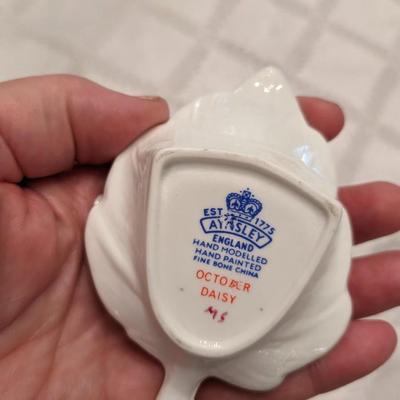 EST 1775
AYNSLEY
ENGLAND
HAND MODELLED
HAND PAINTED
FINE BONE CHINA
OCTOBER
DAISY
MS